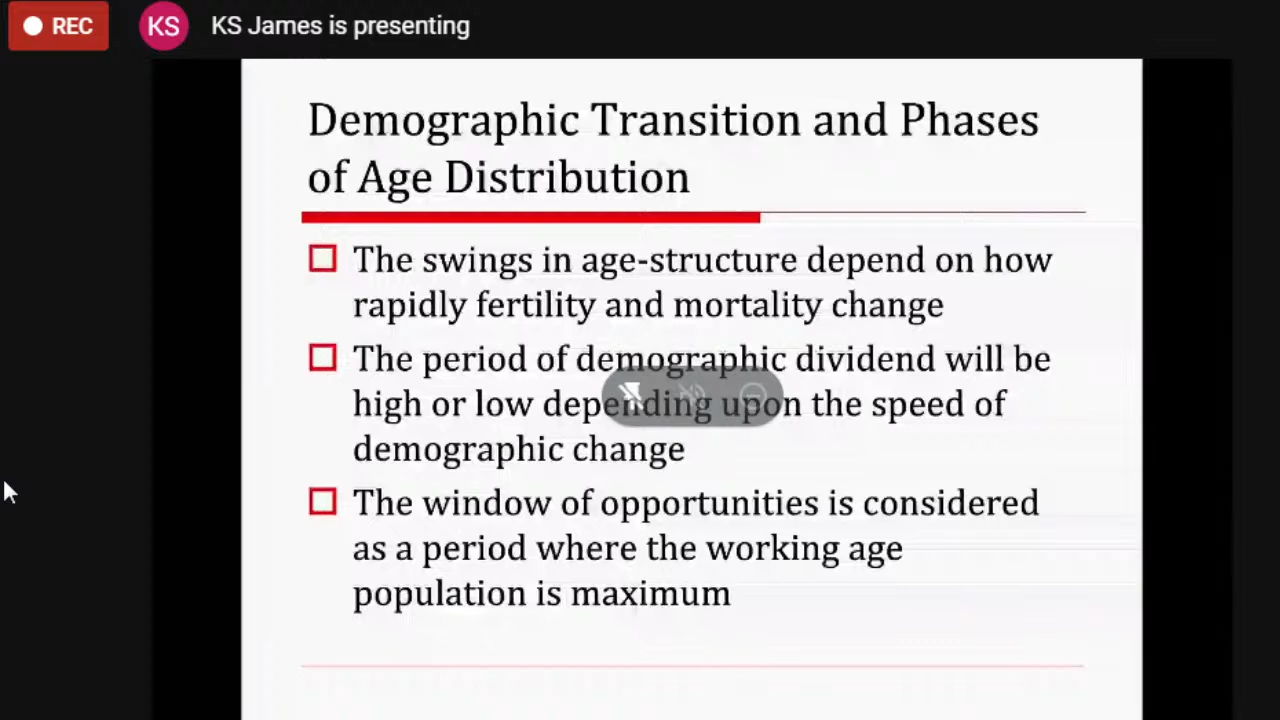 REC
KS
KS James is presenting
Demographic Transition and Phases
of Age Distribution
The swings in age-structure depend on how
rapidly fertility and mortality change
The period of demographic dividend will be
high or low depending upon the speed of
demographic change
The window of opportunities is considered
as a period where the working age
population is maximum